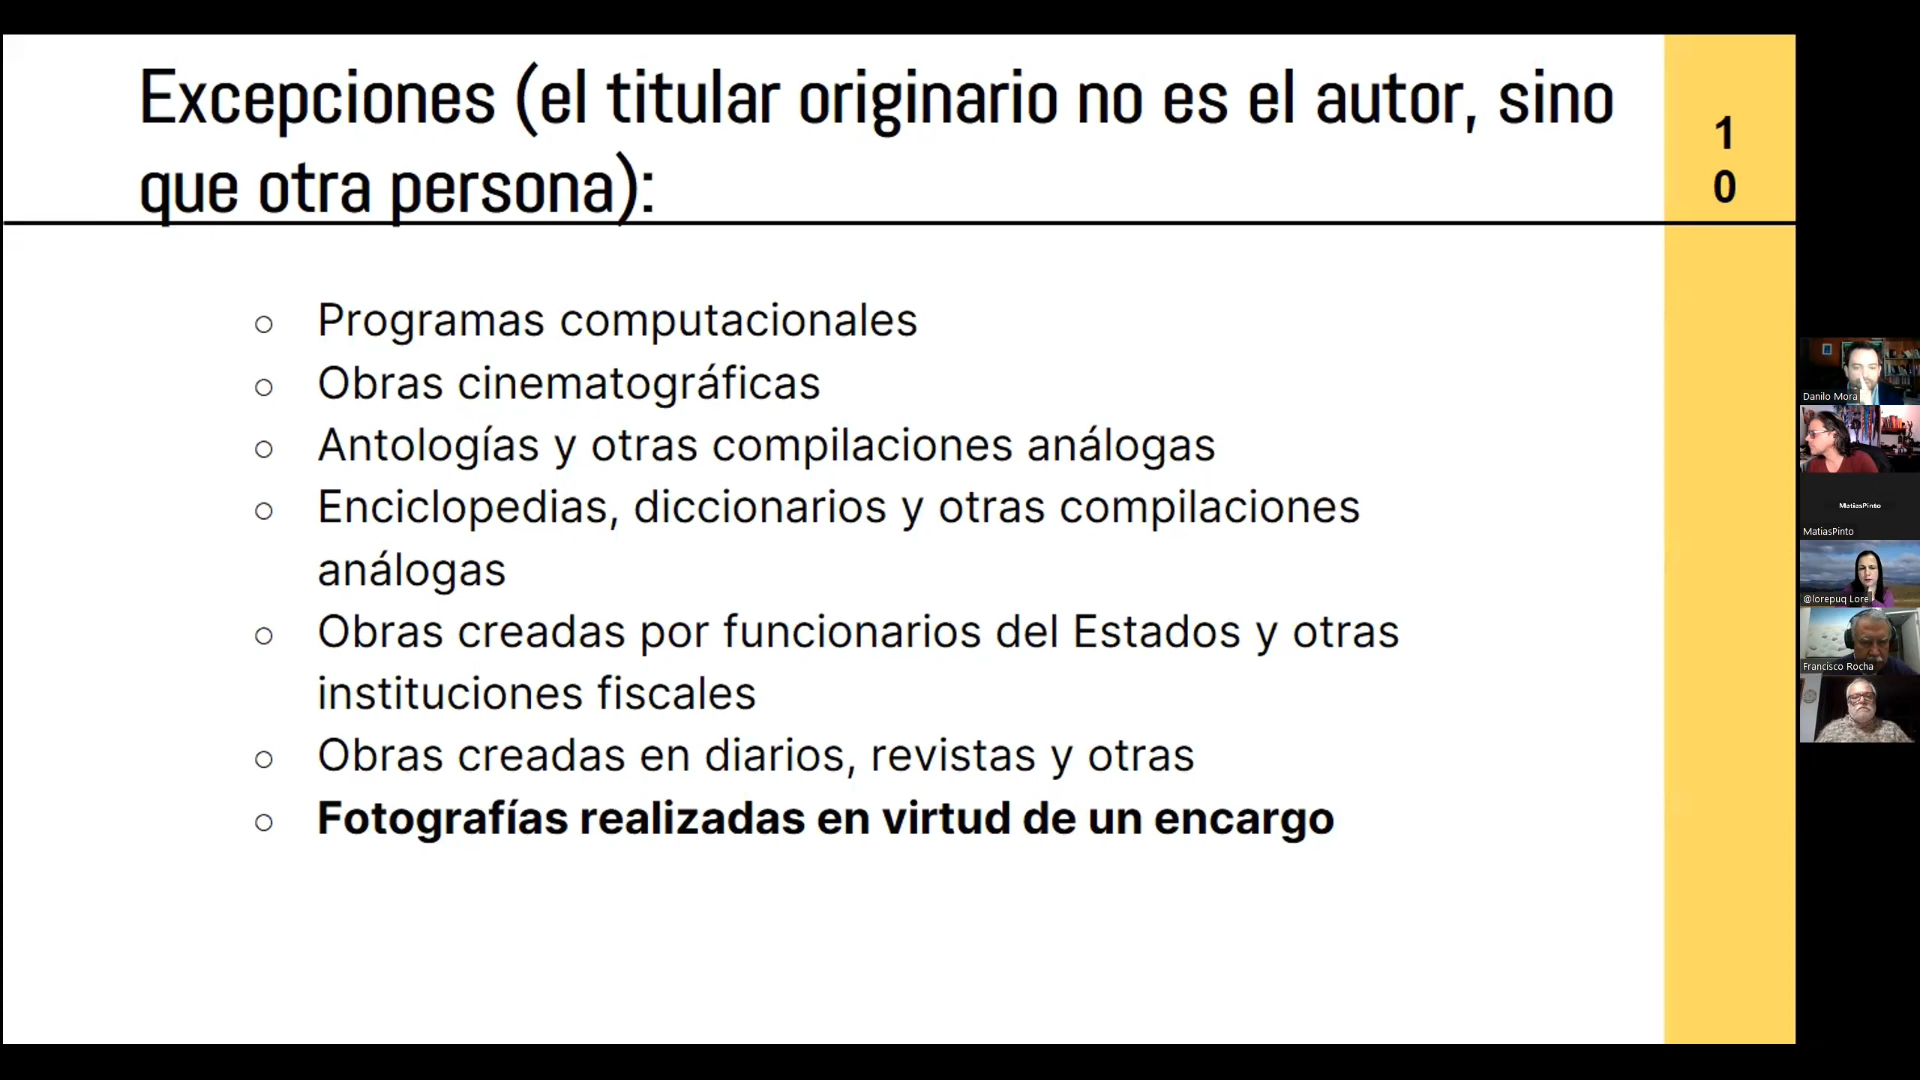 Excepciones (el titular originario no es el autor, sino
que otra persona):
1
0
Programas computacionales
Obras cinematográficas
Antologías y otras compilaciones análogas
Enciclopedias, diccionarios y otras compilaciones
análogas
Obras creadas por funcionarios del Estados y otras
instituciones fiscales
Obras creadas en diarios, revistas y otras
Fotografías realizadas en virtud de un encargo
Danilo Mora
MatiasPinto
MatiasPinto
@lorepuq Lore
Francisco Rocha